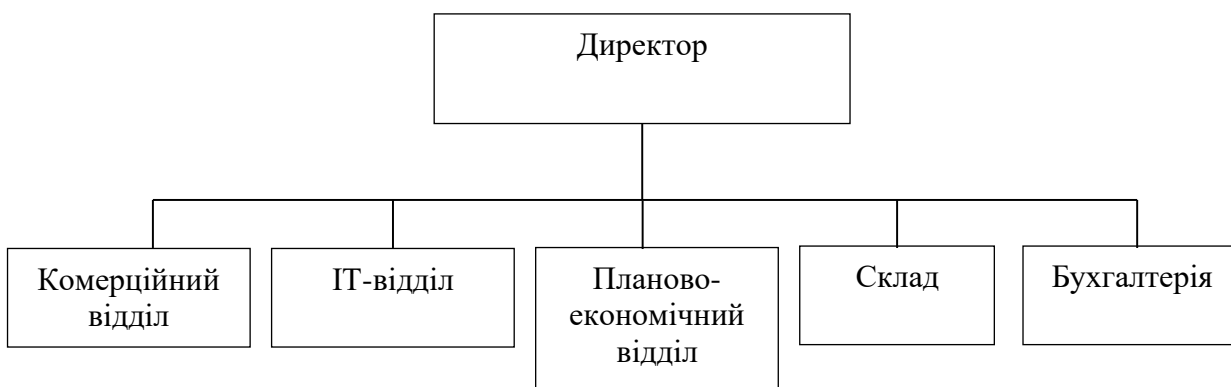 Директор
Комерційний
відділ
ІТ-відділ
Планово-
економічний
відділ
Склад
Бухгалтерія